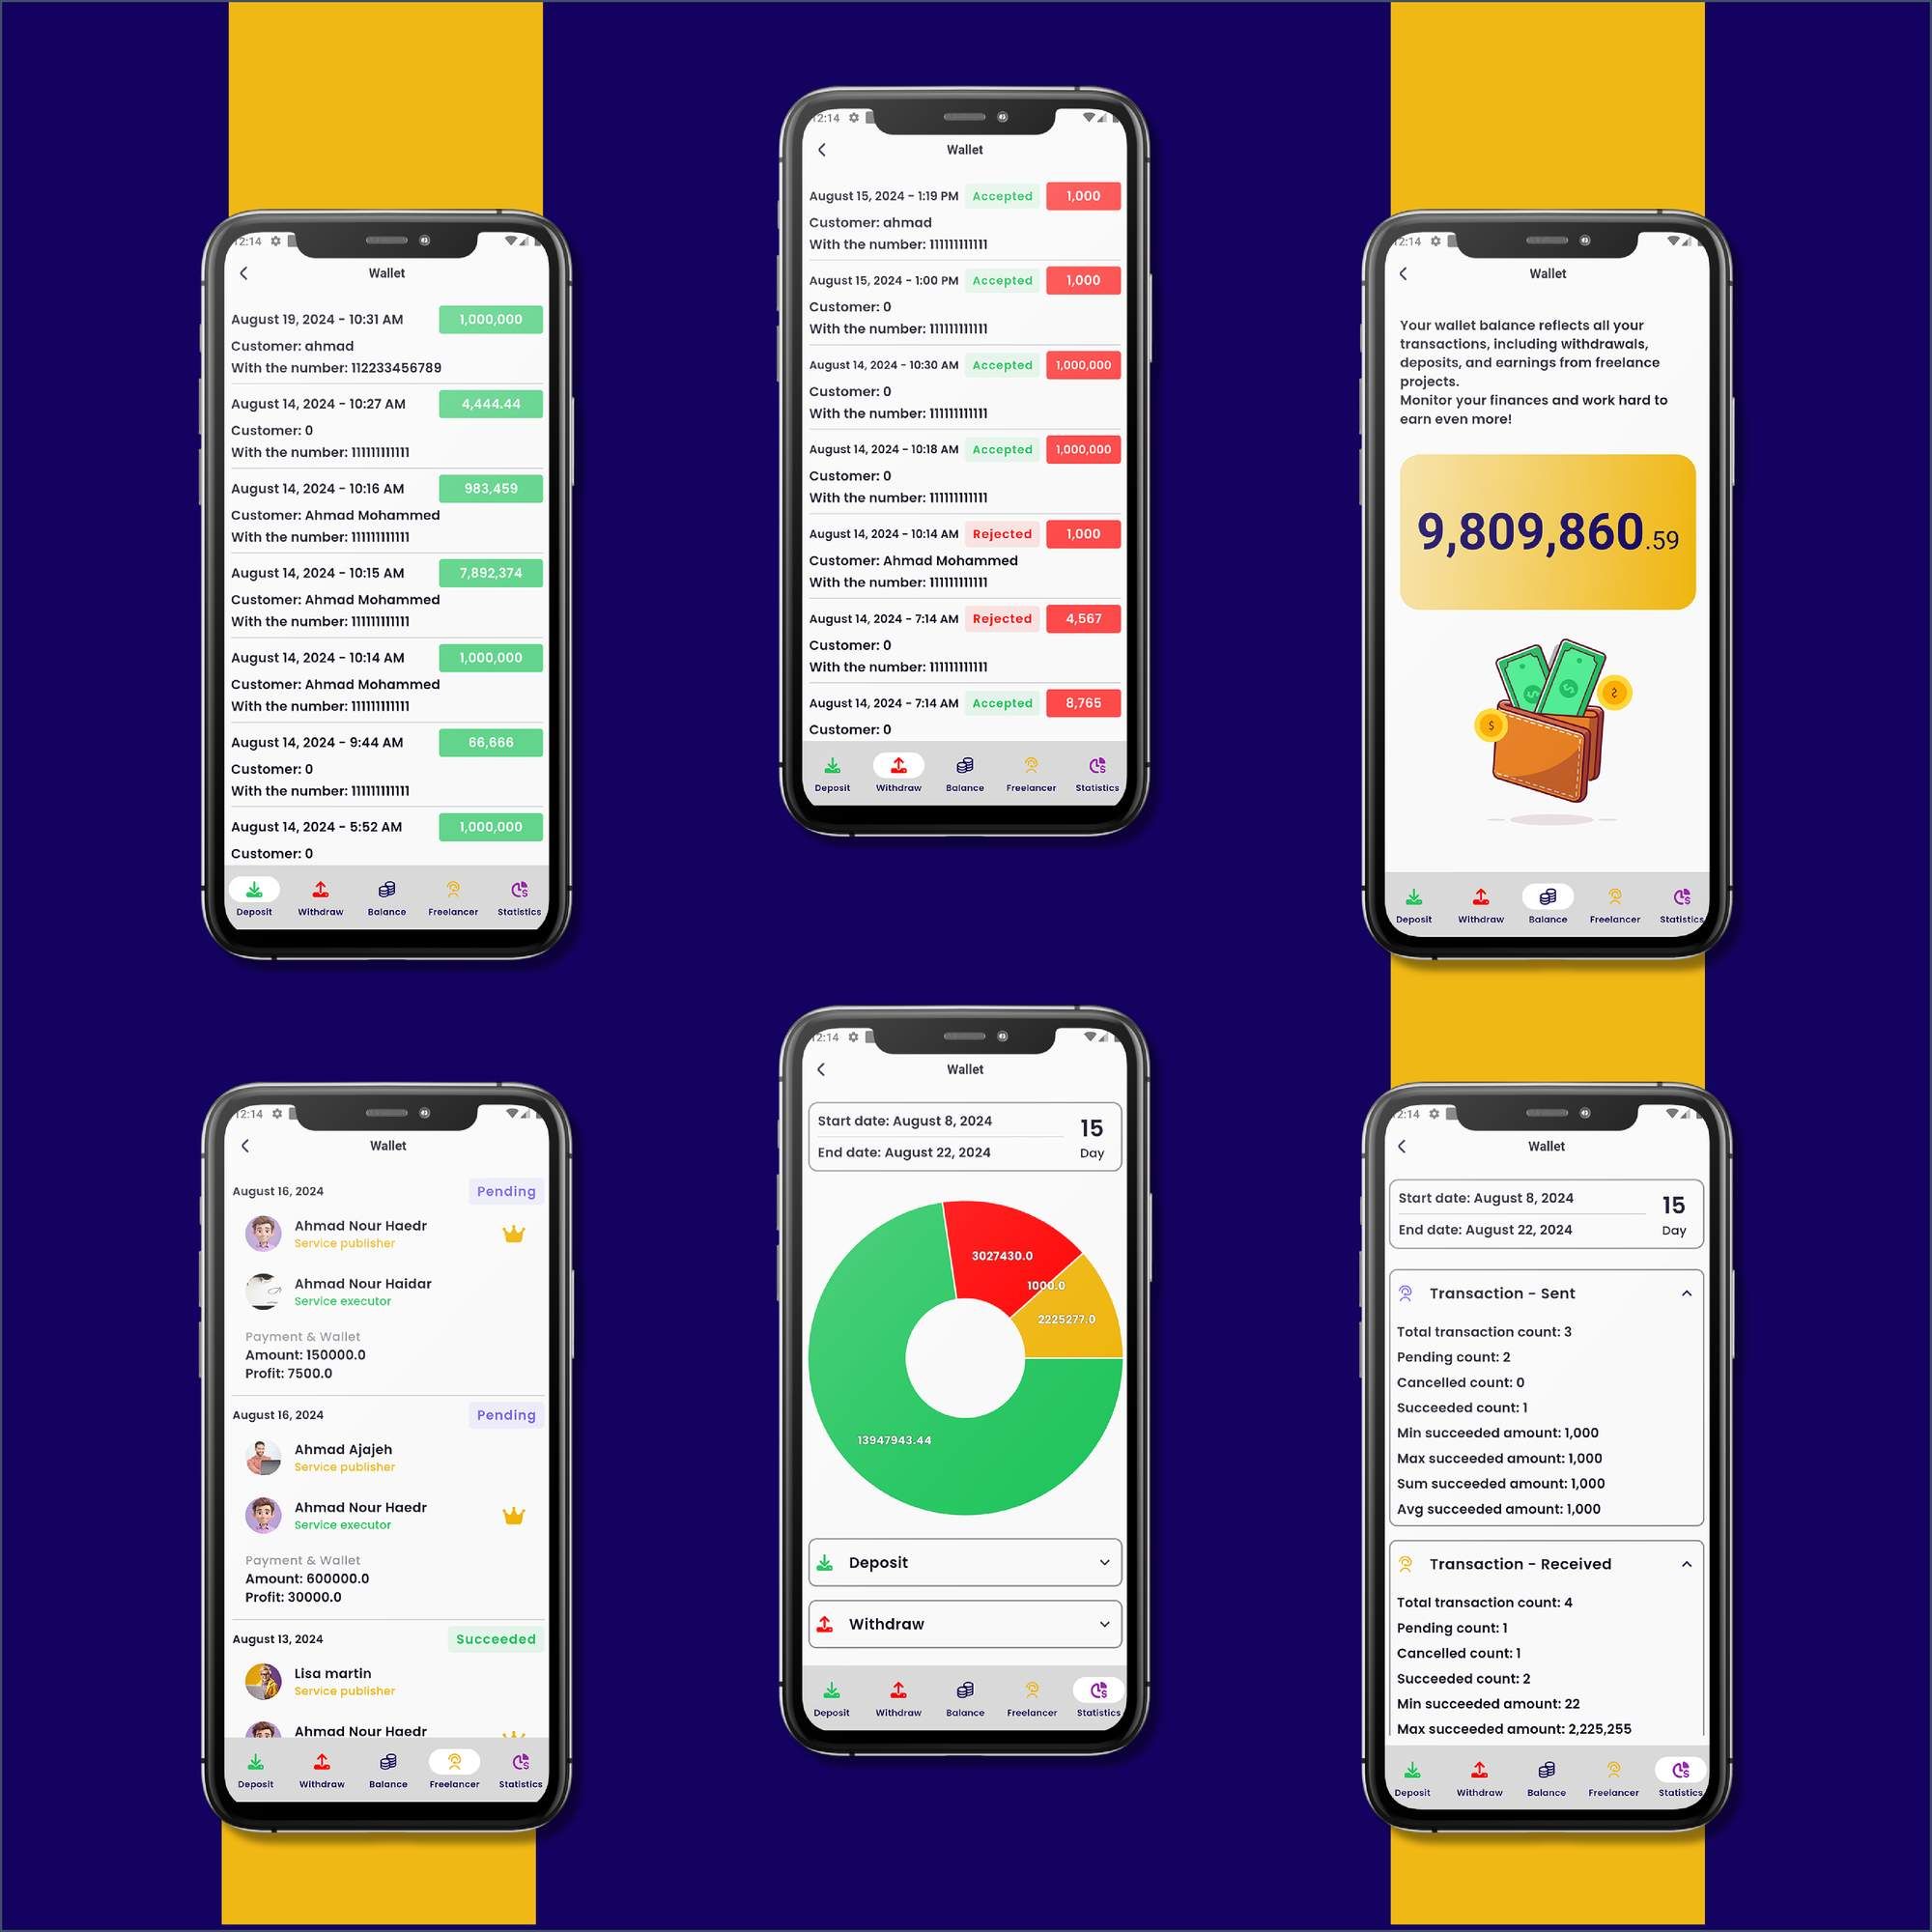 12:14
Wallet
August 19, 2024 - 10:31 AM 1,000,000
Customer: ahmad
With the number: 112233456789
August 14, 2024 - 10:27 AM 4,444.44
Customer: 0
With the number: 11111111111
August 14, 2024 - 10:16 AM 983,459
Customer: Ahmad Mohammed
With the number: 11111111111
August 14, 2024 - 10:15 AM 7,892,374
Customer: Ahmad Mohammed
With the number: 11111111111
August 14, 2024 - 10:14 AM 1,000,000
Customer: Ahmad Mohammed
With the number: 11111111111
August 14, 2024 - 9:44 AM 66,666
Customer: 0
With the number: 11111111111
August 14, 2024 - 5:52 AM 1,000,000
Customer: 0
Deposit Withdraw Balance Freelancer Statistics
12:14
Wallet
August 15, 2024 - 1:19 PM Accepted 1,000
Customer: ahmad
With the number: 11111111111
August 15, 2024 - 1:00 PM Accepted 1,000
Customer: 0
With the number: 11111111111
August 14, 2024 - 10:30 AM Accepted 1,000,000
Customer: 0
With the number: 11111111111
August 14, 2024 - 10:18 AM Accepted 1,000,000
Customer: 0
With the number: 11111111111
August 14, 2024 - 10:14 AM Rejected 1,000
Customer: Ahmad Mohammed
With the number: 11111111111
August 14, 2024 - 7:14 AM Rejected 4,567
Customer: 0
With the number: 11111111111
August 14, 2024 - 7:14 AM Accepted 8,765
Customer: 0
Deposit Withdraw Balance Freelancer Statistics
12:14
Wallet
Your wallet balance reflects all your
transactions, including withdrawals,
deposits, and earnings from freelance
projects.
Monitor your finances and work hard to
earn even more!
9,809,860.59
Deposit Withdraw Balance Freelancer Statistics
12:14
Wallet
August 16, 2024 Pending
Ahmad Nour Haedr
Service publisher
Ahmad Nour Haidar
Service executor
Payment & Wallet
Amount: 150000.0
Profit: 7500.0
August 16, 2024 Pending
Ahmad Ajajeh
Service publisher
Ahmad Nour Haedr
Service executor
Payment & Wallet
Amount: 600000.0
Profit: 30000.0
August 13, 2024 Succeeded
Lisa martin
Service publisher
Ahmad Nour Haedr
Deposit Withdraw Balance Freelancer Statistics
12:14
Wallet
Start date: August 8, 2024
End date: August 22, 2024
15
Day
3027430.0
1000.0
2225277.0
13947943.44
Deposit
Withdraw
Deposit Withdraw Balance Freelancer Statistics
12:14
Wallet
Start date: August 8, 2024
End date: August 22, 2024
15
Day
Transaction - Sent
Total transaction count: 3
Pending count: 2
Cancelled count: 0
Succeeded count: 1
Min succeeded amount: 1,000
Max succeeded amount: 1,000
Sum succeeded amount: 1,000
Avg succeeded amount: 1,000
Transaction - Received
Total transaction count: 4
Pending count: 1
Cancelled count: 1
Succeeded count: 2
Min succeeded amount: 22
Max succeeded amount: 2,225,255
Deposit Withdraw Balance Freelancer Statistics